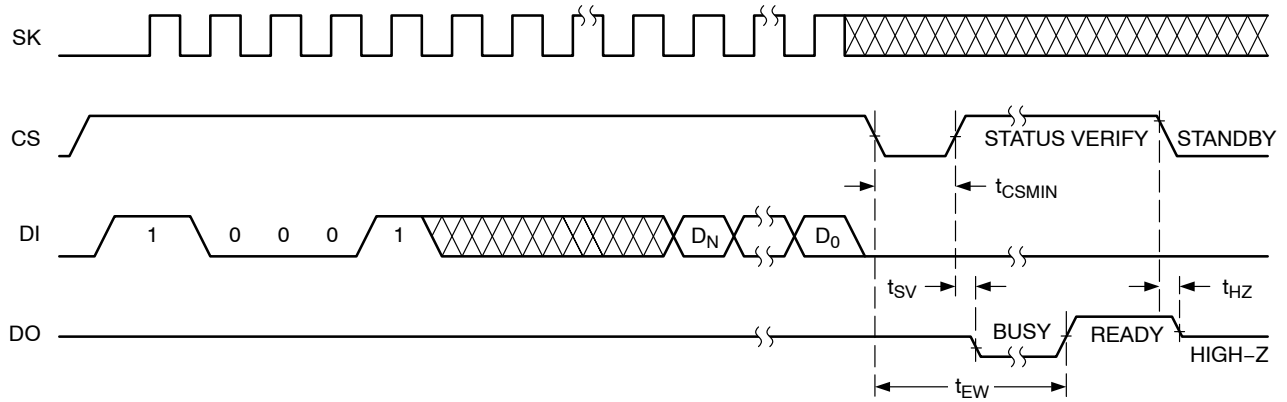 SK
CS
STATUS VERIFY STANDBY
tCSMIN
DI
1 0 0 0 1 DN D0
tSV
tHZ
DO
BUSY
READY
HIGH–Z
tEW